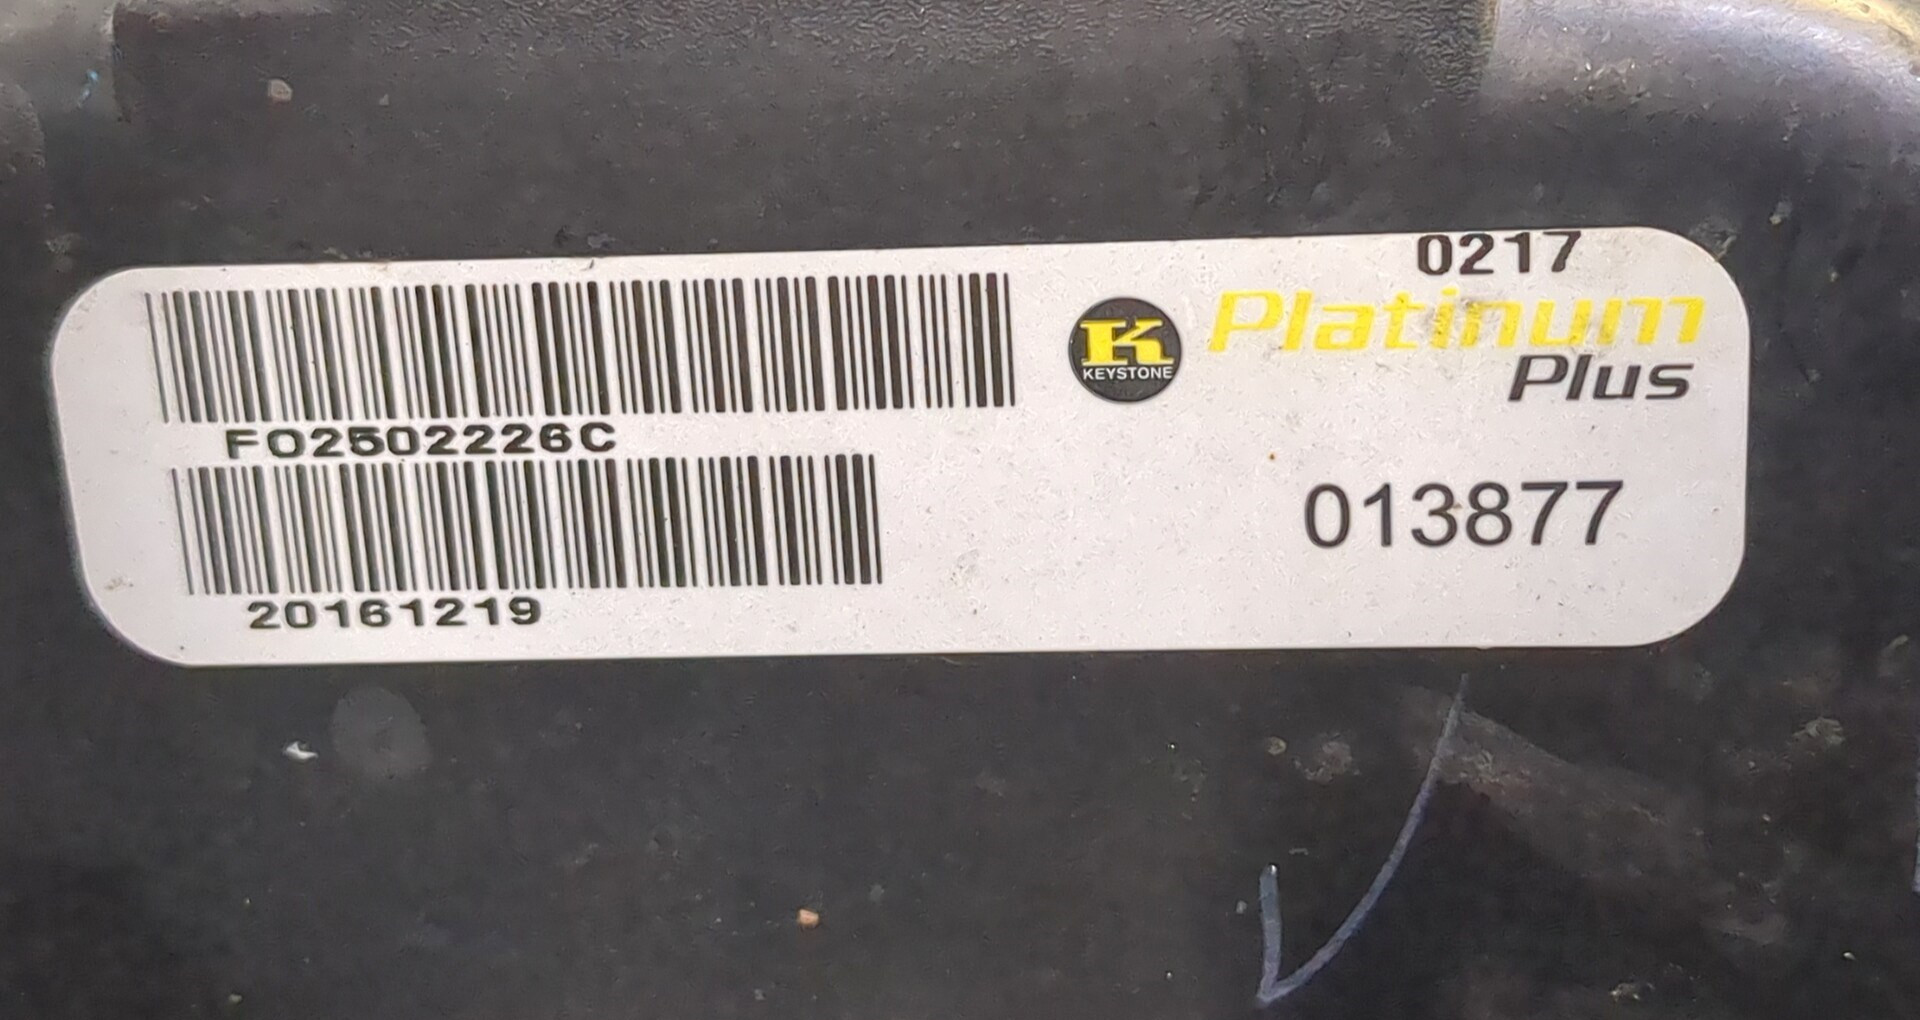 0217
K
KEYSTONE
Platinum
Plus
FO2502226C
013877
20161219